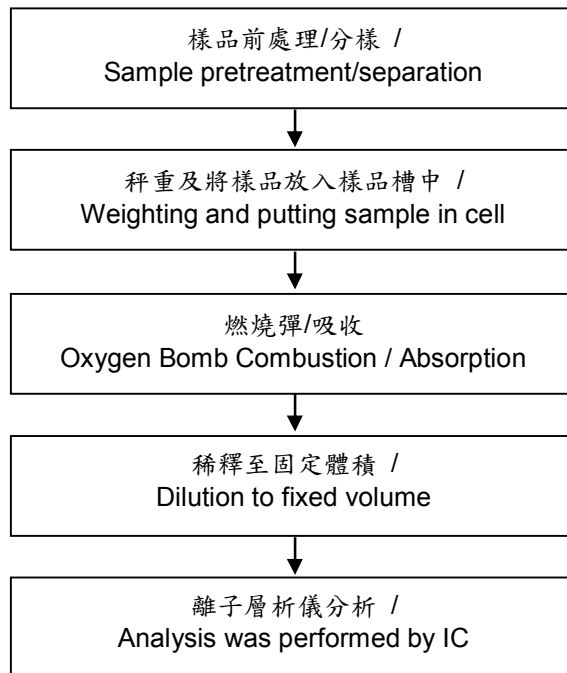 樣品前處理/分樣 /
Sample pretreatment/separation
秤重及將樣品放入樣品槽中 /
Weighting and putting sample in cell
燃燒彈/吸收
Oxygen Bomb Combustion / Absorption
稀釋至固定體積 /
Dilution to fixed volume
離子層析儀分析 /
Analysis was performed by IC